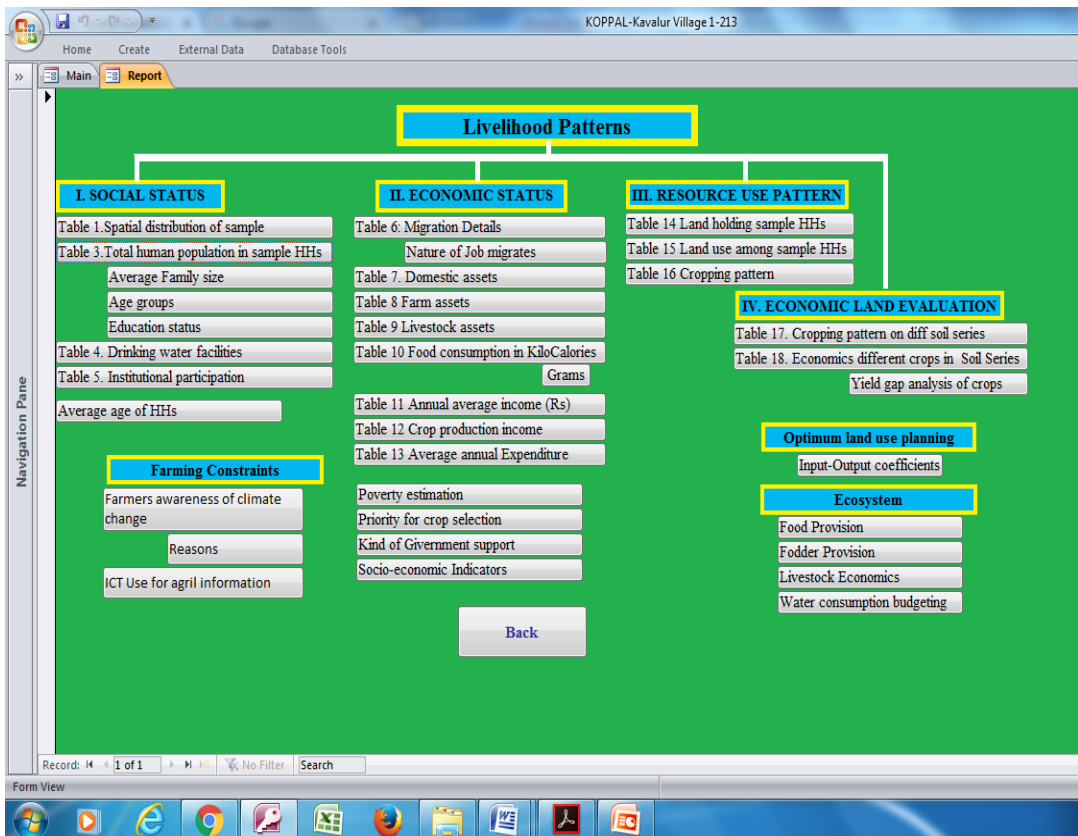 KOPPAL-Kavalur Village 1-213
Home
Create
External Data
Database Tools
Main
Report
Livelihood Patterns
I. SOCIAL STATUS
Table 1.Spatial distribution of sample
Table 3.Total human population in sample HHs
Average Family size
Age groups
Education status
Table 4. Drinking water facilities
Table 5. Institutional participation
Average age of HHs
Farming Constraints
Farmers awareness of climate
change
Reasons
ICT Use for agril information
II. ECONOMIC STATUS
Table 6: Migration Details
Nature of Job migrates
Table 7. Domestic assets
Table 8 Farm assets
Table 9 Livestock assets
Table 10 Food consumption in KiloCalories
Grams
Table 11 Annual average income (Rs)
Table 12 Crop production income
Table 13 Average annual Expenditure
Poverty estimation
Priority for crop selection
Kind of Givernment support
Socio-economic Indicators
Back
III. RESOURCE USE PATTERN
Table 14 Land holding sample HHs
Table 15 Land use among sample HHs
Table 16 Cropping pattern
IV. ECONOMIC LAND EVALUATION
Table 17. Cropping pattern on diff soil series
Table 18. Economics different crops in Soil Series
Yield gap analysis of crops
Optimum land use planning
Input-Output coefficients
Ecosystem
Food Provision
Fodder Provision
Livestock Economics
Water consumption budgeting
Navigation Pane
Record: 1 of 1 No Filter Search
Form View